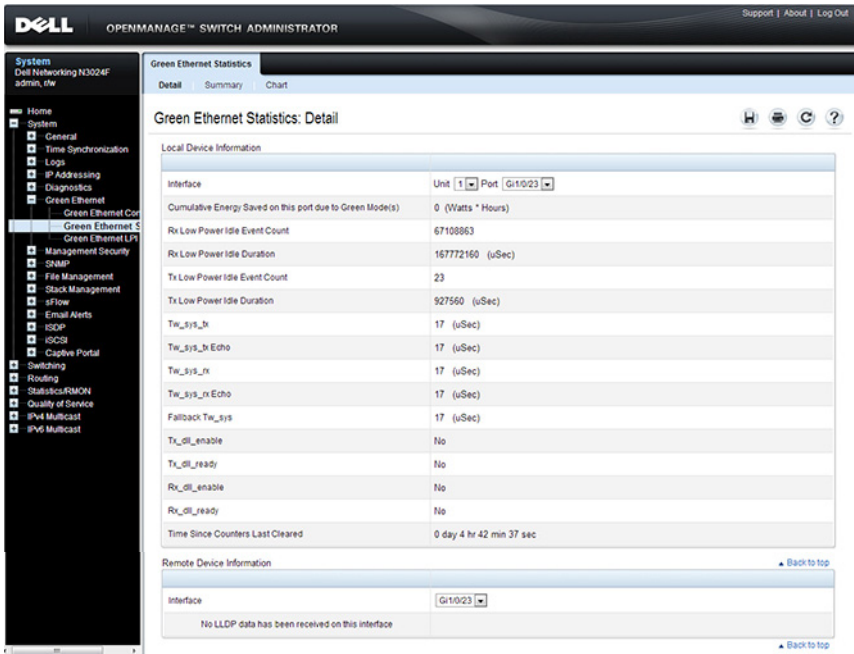 Support | About | Log Out
DELL OPENMANAGE™ SWITCH ADMINISTRATOR
System
Dell Networking N3024F
admin, r/w
Home
System
General
Time Synchronization
Logs
IP Addressing
Diagnostics
Green Ethernet
Green Ethernet Con
Green Ethernet S
Green Ethernet LPI
Management Security
SNMP
File Management
Stack Management
sFlow
Email Alerts
ISDP
iSCSI
Captive Portal
Switching
Routing
Statistics/RMON
Quality of Service
IPv4 Multicast
IPv6 Multicast
Green Ethernet Statistics
Detail Summary Chart
Green Ethernet Statistics: Detail
Local Device Information
Interface Unit 1 Port Gi1/0/23
Cumulative Energy Saved on this port due to Green Mode(s) 0 (Watts * Hours)
Rx Low Power Idle Event Count 67108863
Rx Low Power Idle Duration 167772160 (uSec)
Tx Low Power Idle Event Count 23
Tx Low Power Idle Duration 927560 (uSec)
Tw_sys_tx 17 (uSec)
Tw_sys_tx Echo 17 (uSec)
Tw_sys_rx 17 (uSec)
Tw_sys_rx Echo 17 (uSec)
Fallback Tw_sys 17 (uSec)
Tx_dll_enable No
Tx_dll_ready No
Rx_dll_enable No
Rx_dll_ready No
Time Since Counters Last Cleared 0 day 4 hr 42 min 37 sec
Remote Device Information Back to top
Interface Gi1/0/23
No LLDP data has been received on this interface
Back to top